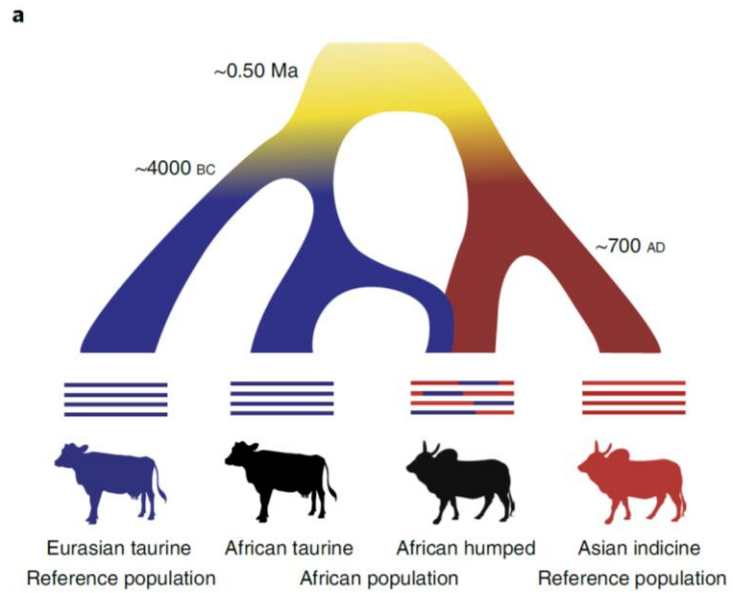 a
~0.50 Ma
~4000 BC
~700 AD
Eurasian taurine African taurine African humped Asian indicine
Reference population African population Reference population